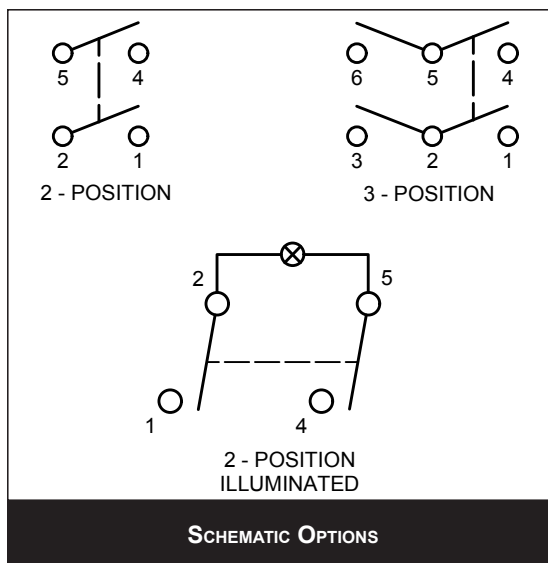 5 4
2 1
2 - POSITION
6 5 4
3 2 1
3 - POSITION
2 5
1 4
2 - POSITION
ILLUMINATED
SCHEMATIC OPTIONS